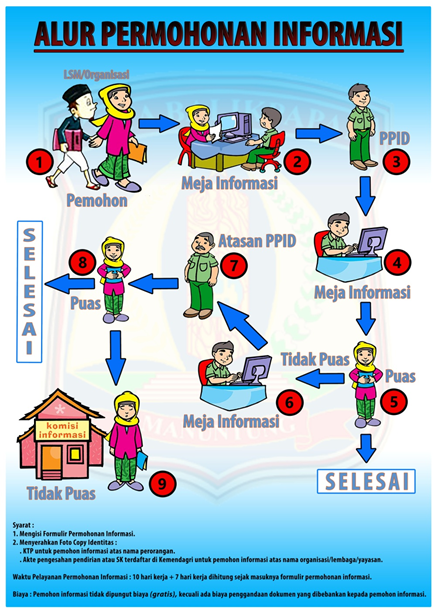 ALUR PERMOHONAN INFORMASI
LSM/Organisasi
1
Pemohon
2
Meja Informasi
PPID
3
4
Meja Informasi
Atasan PPID
7
8
Puas
SELESAI
Tidak Puas
Puas
5
6
Meja Informasi
SELESAI
komisi
informasi
Tidak Puas
9
MANUNTUNG
Syarat :
1. Mengisi Formulir Permohonan Informasi.
2. Menyerahkan Foto Copy Identitas :
. KTP untuk pemohon informasi atas nama perorangan.
. Akte pengesahan pendirian atau SK terdaftar di Kemendagri untuk pemohon informasi atas nama organisasi/lembaga/yayasan.
Waktu Pelayanan Permohonan Informasi : 10 hari kerja + 7 hari kerja dihitung sejak masuknya formulir permohonan informasi.
Biaya : Pemohon informasi tidak dipungut biaya (gratis), kecuali ada biaya penggandaan dokumen yang dibebankan kepada pemohon informasi.